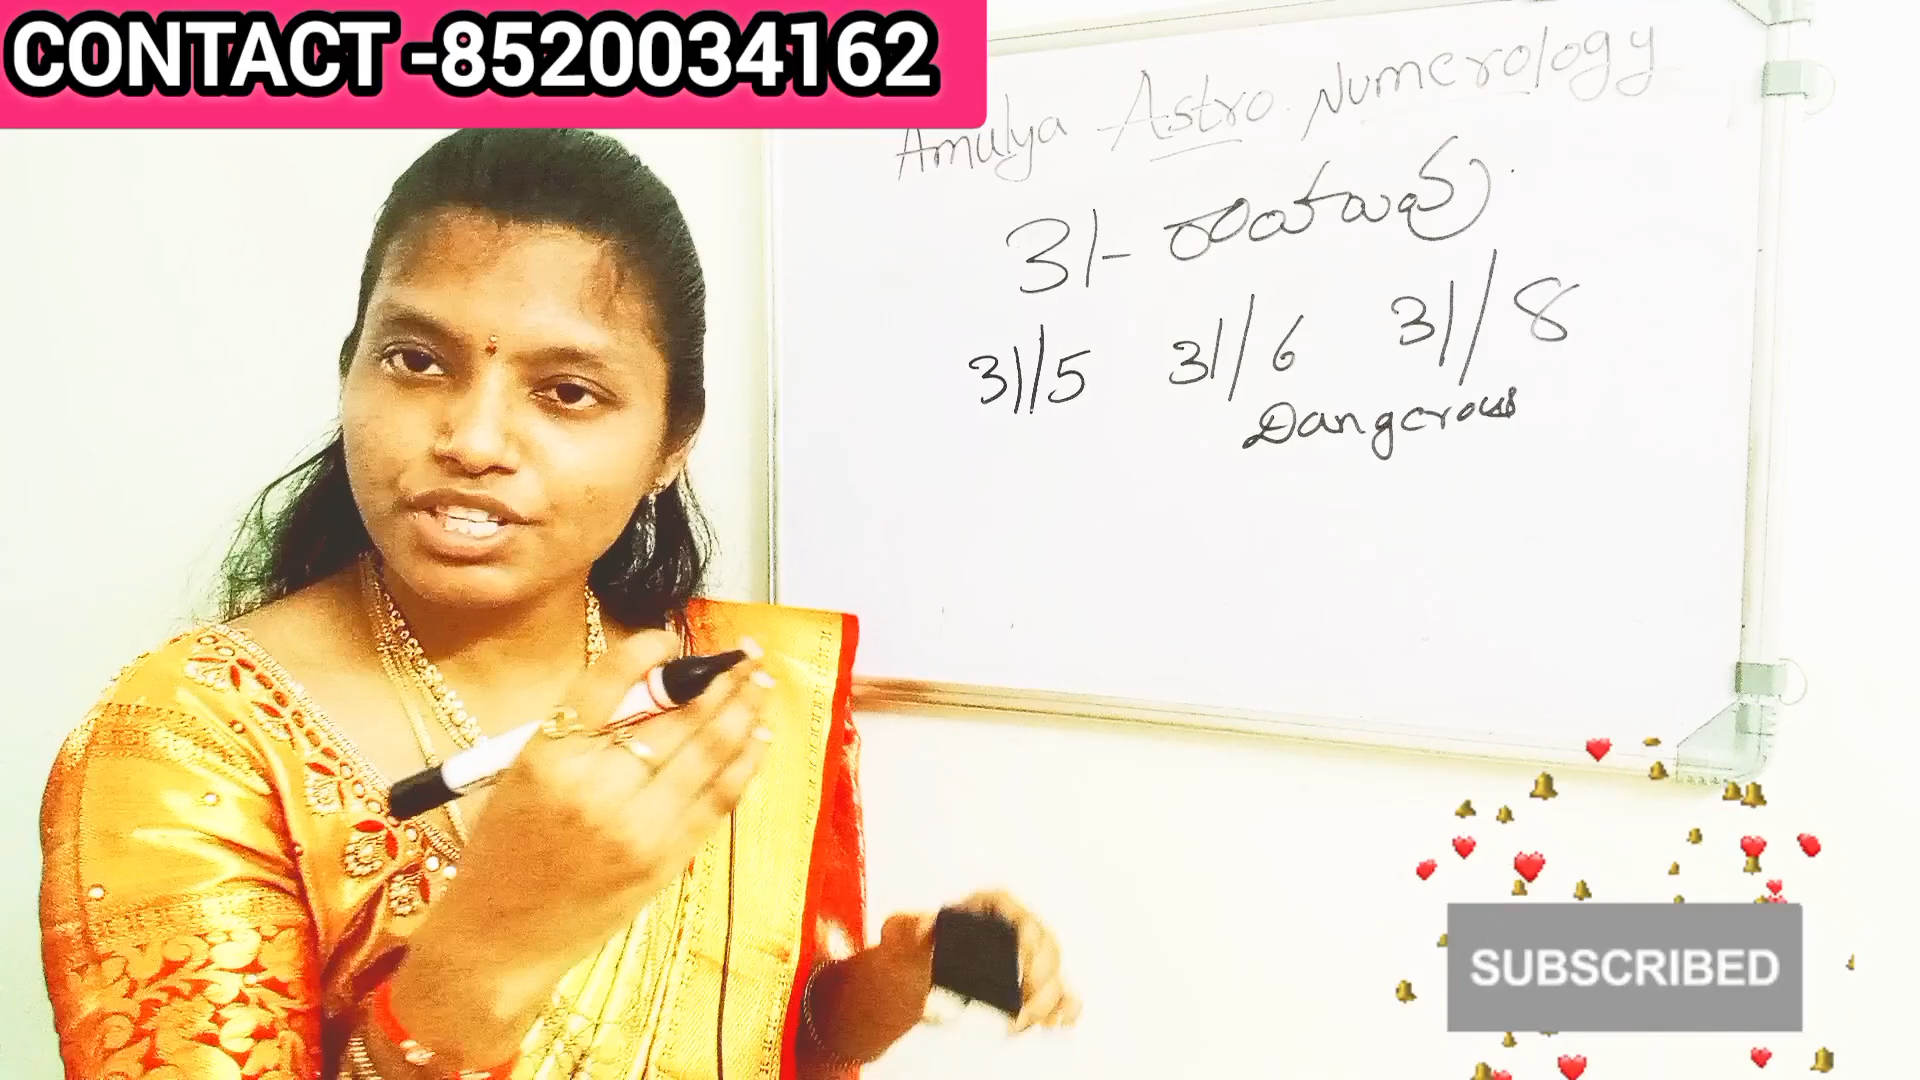 CONTACT -8520034162
Amulya Astro Numerology
31-
31//5 31/6 31/8
Dangerous
SUBSCRIBED